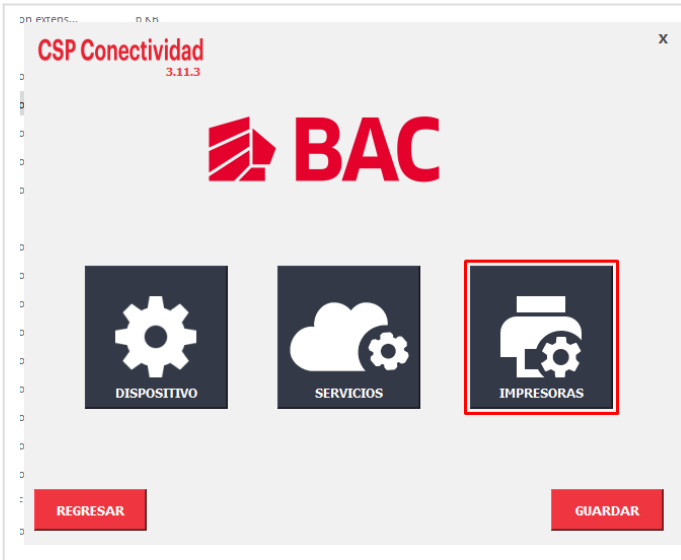 CSP Conectividad
x
3.11.3
BAC
DISPOSITIVO
SERVICIOS
IMPRESORAS
REGRESAR
GUARDAR